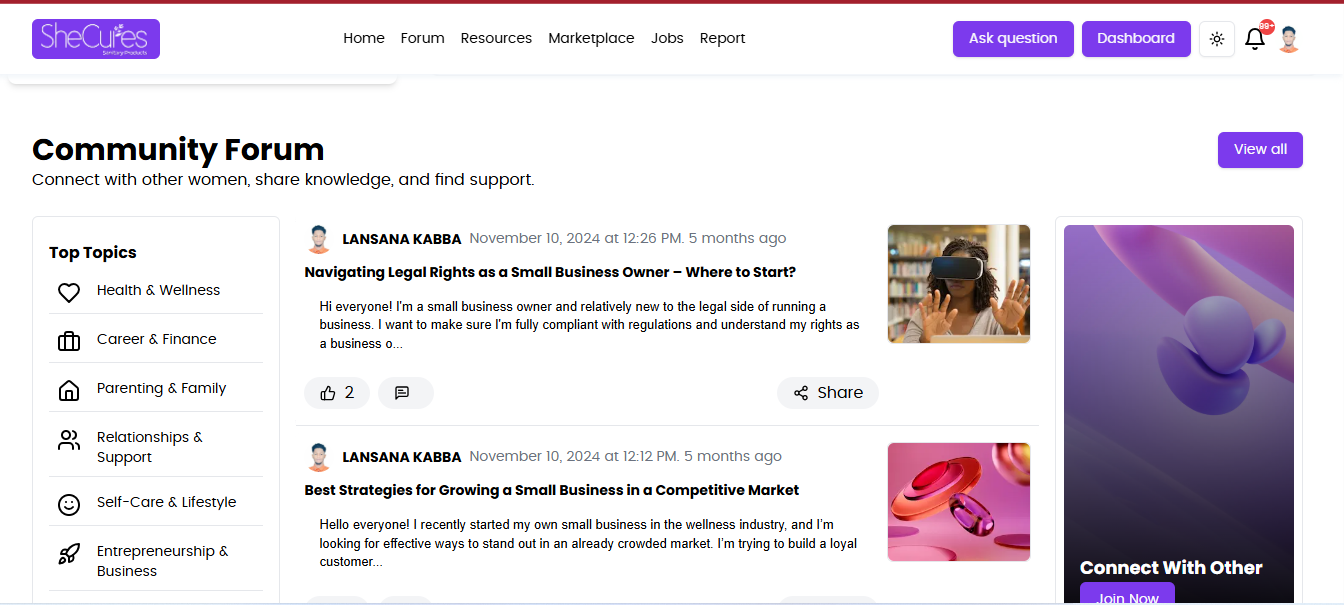 SheCures
Sanitary Products
Home Forum Resources Marketplace Jobs Report
Ask question Dashboard 99+
Community Forum
View all
Connect with other women, share knowledge, and find support.
Top Topics
Health & Wellness
Career & Finance
Parenting & Family
Relationships &
Support
Self-Care & Lifestyle
Entrepreneurship &
Business
LANSANA KABBA November 10, 2024 at 12:26 PM. 5 months ago
Navigating Legal Rights as a Small Business Owner – Where to Start?
Hi everyone! I'm a small business owner and relatively new to the legal side of running a
business. I want to make sure I'm fully compliant with regulations and understand my rights as
a business o...
2 Share
LANSANA KABBA November 10, 2024 at 12:12 PM. 5 months ago
Best Strategies for Growing a Small Business in a Competitive Market
Hello everyone! I recently started my own small business in the wellness industry, and I'm
looking for effective ways to stand out in an already crowded market. I'm trying to build a loyal
customer...
Connect With Other
Join Now